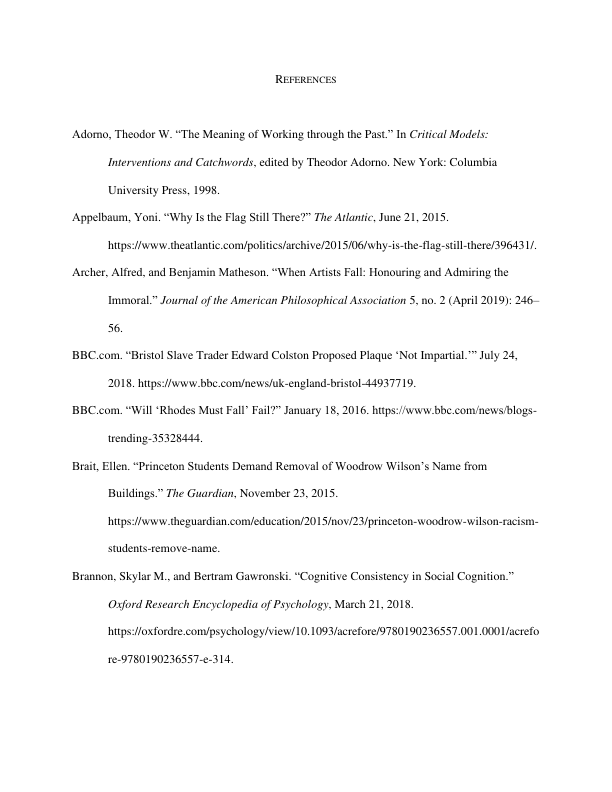 REFERENCES
Adorno, Theodor W. “The Meaning of Working through the Past.” In Critical Models:
Interventions and Catchwords, edited by Theodor Adorno. New York: Columbia
University Press, 1998.
Appelbaum, Yoni. “Why Is the Flag Still There?” The Atlantic, June 21, 2015.
https://www.theatlantic.com/politics/archive/2015/06/why-is-the-flag-still-there/396431/.
Archer, Alfred, and Benjamin Matheson. “When Artists Fall: Honouring and Admiring the
Immoral.” Journal of the American Philosophical Association 5, no. 2 (April 2019): 246–
56.
BBC.com. “Bristol Slave Trader Edward Colston Proposed Plaque ‘Not Impartial.’” July 24,
2018. https://www.bbc.com/news/uk-england-bristol-44937719.
BBC.com. “Will ‘Rhodes Must Fall’ Fail?” January 18, 2016. https://www.bbc.com/news/blogs-
trending-35328444.
Brait, Ellen. “Princeton Students Demand Removal of Woodrow Wilson’s Name from
Buildings.” The Guardian, November 23, 2015.
https://www.theguardian.com/education/2015/nov/23/princeton-woodrow-wilson-racism-
students-remove-name.
Brannon, Skylar M., and Bertram Gawronski. “Cognitive Consistency in Social Cognition.”
Oxford Research Encyclopedia of Psychology, March 21, 2018.
https://oxfordre.com/psychology/view/10.1093/acrefore/9780190236557.001.0001/acrefo
re-9780190236557-e-314.